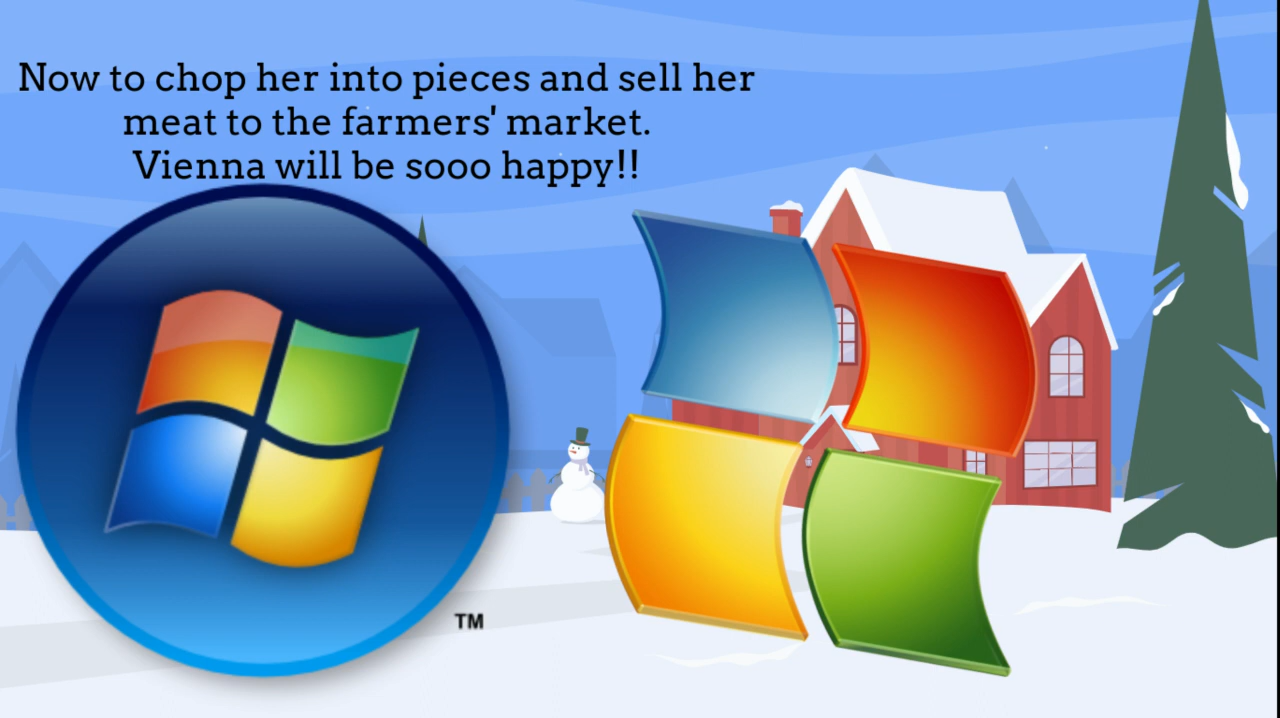 Now to chop her into pieces and sell her
meat to the farmers' market.
Vienna will be sooo happy!!
TM